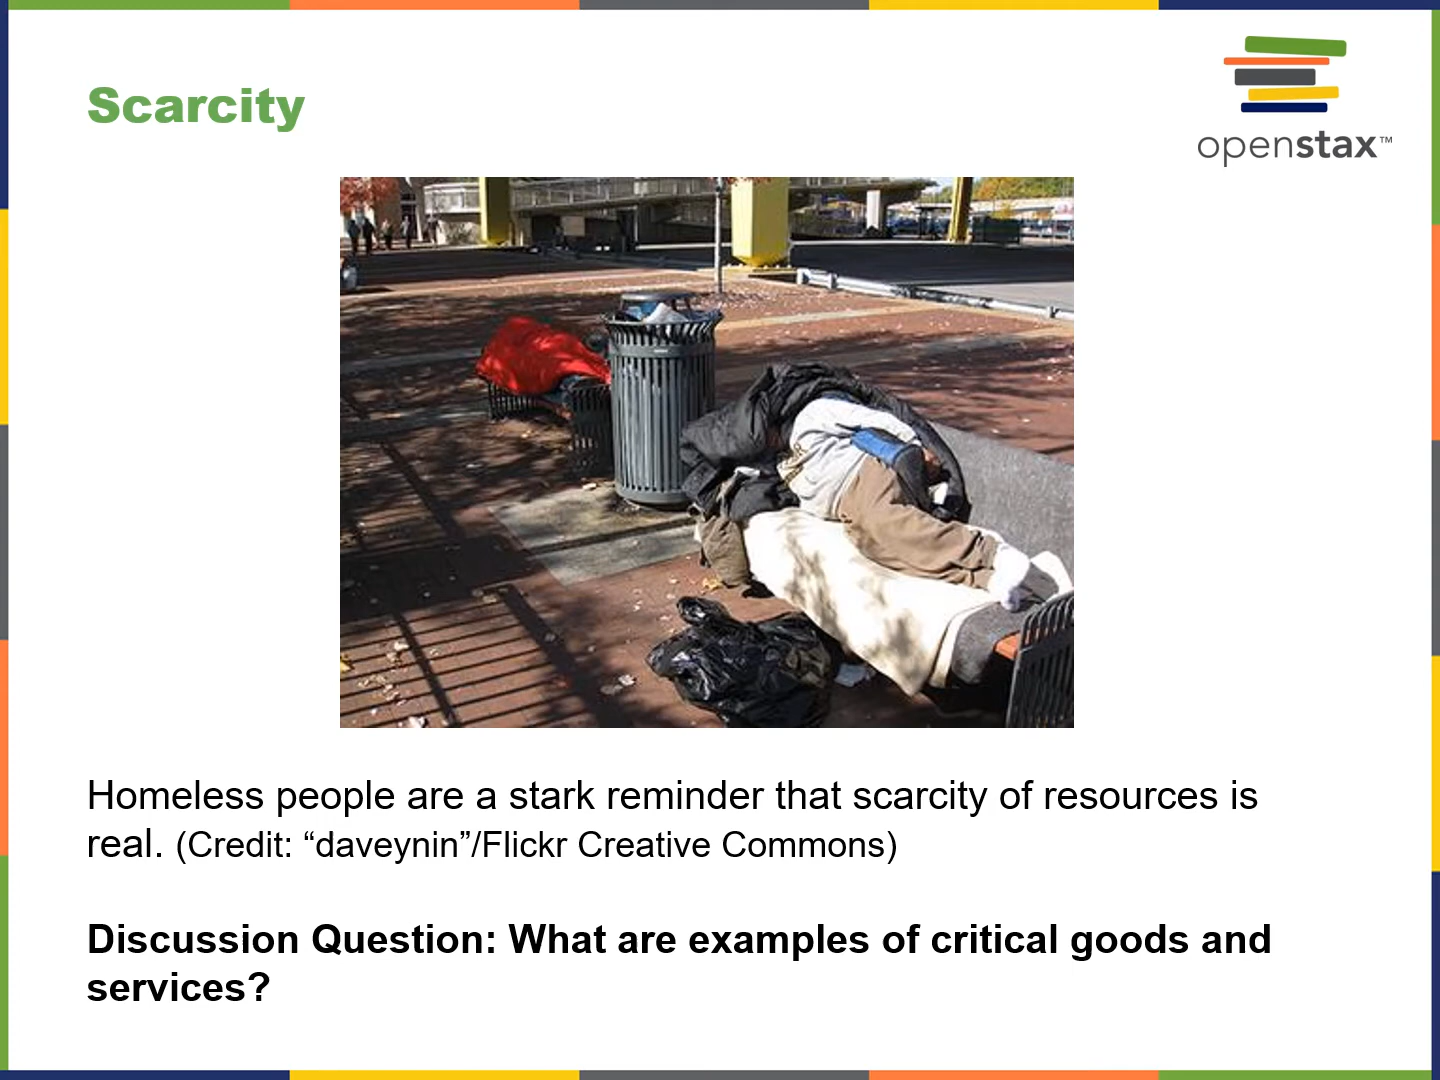 Scarcity
openstax™
Homeless people are a stark reminder that scarcity of resources is
real. (Credit: “daveynin”/Flickr Creative Commons)
Discussion Question: What are examples of critical goods and
services?